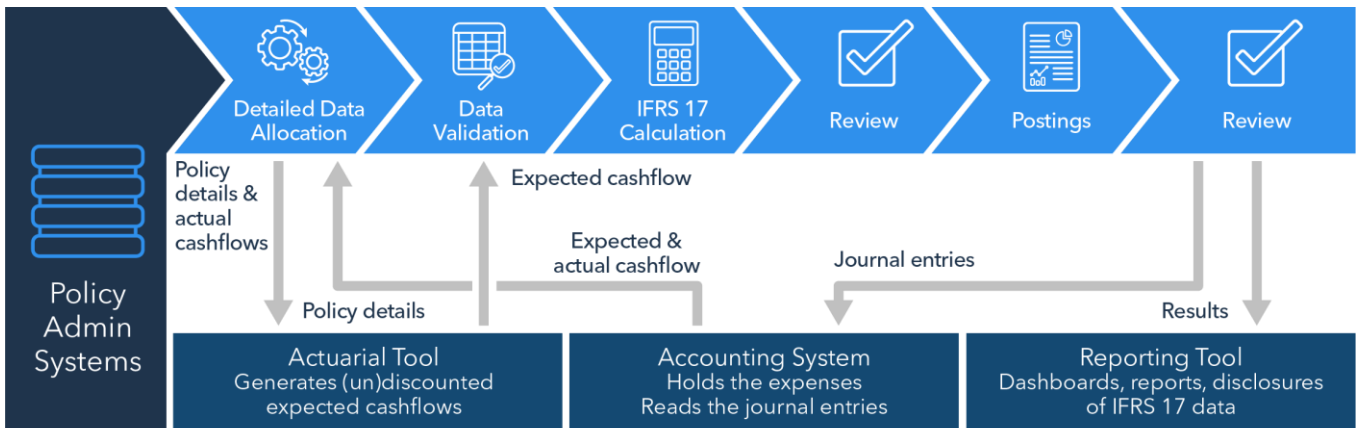 Policy
Admin
Systems
Detailed Data
Allocation
Data
Validation
IFRS 17
Calculation
Review
Postings
Review
Policy
details &
actual
cashflows
Expected cashflow
Expected &
actual cashflow
Journal entries
Policy details
Results
Actuarial Tool
Generates (un)discounted
expected cashflows
Accounting System
Holds the expenses
Reads the journal entries
Reporting Tool
Dashboards, reports, disclosures
of IFRS 17 data